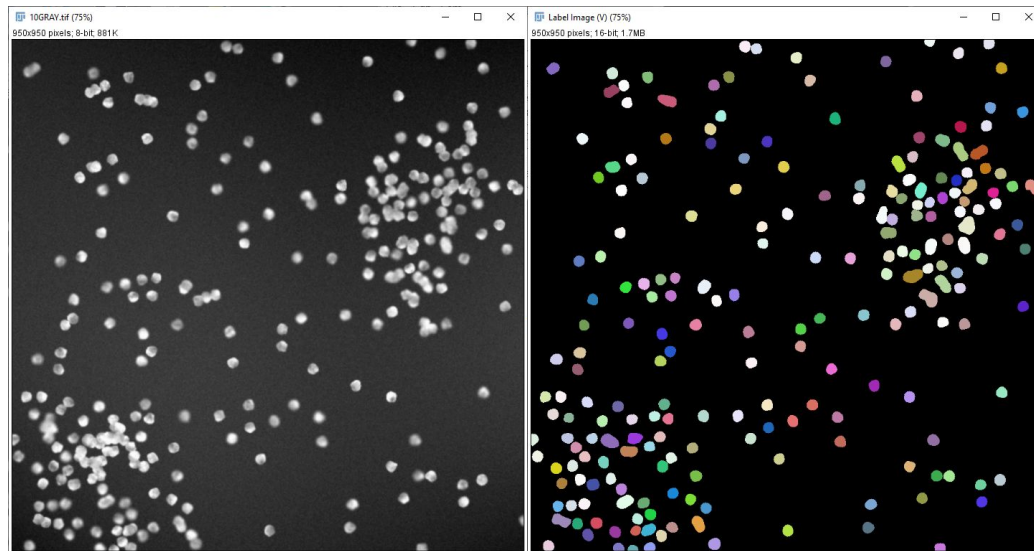 10GRAY.tif (75%)
950x950 pixels; 8-bit; 881K
Label Image (V) (75%)
950x950 pixels; 16-bit; 1.7MB